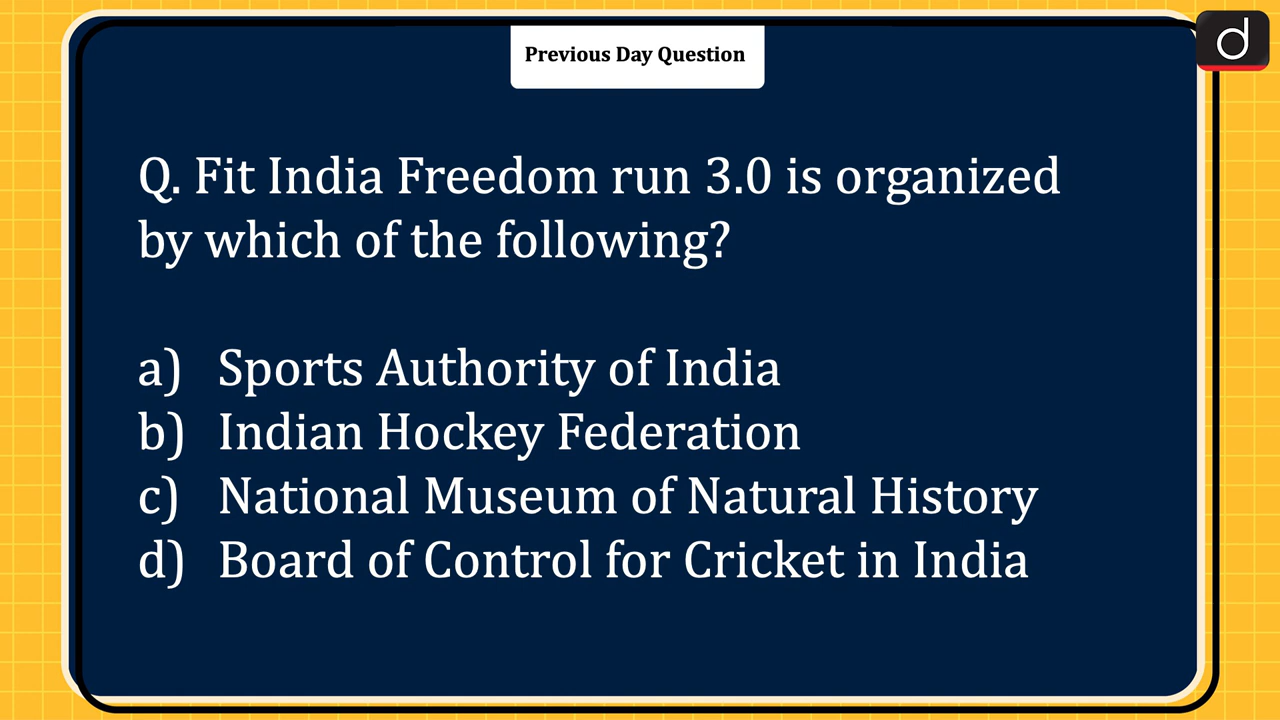 Previous Day Question
d
Q. Fit India Freedom run 3.0 is organized
by which of the following?
a) Sports Authority of India
b) Indian Hockey Federation
c) National Museum of Natural History
d) Board of Control for Cricket in India